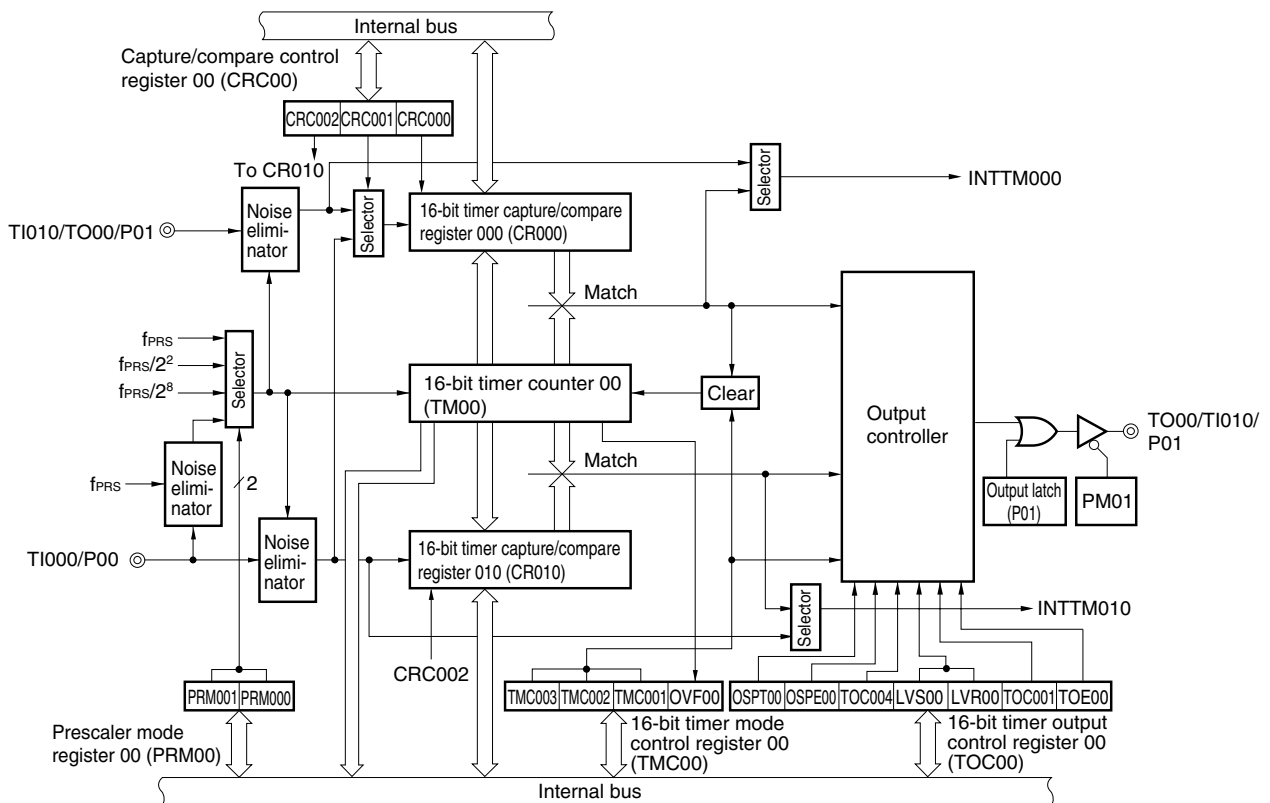 Internal bus
Capture/compare control
register 00 (CRC00)
CRC002 CRC001 CRC000
To CR010
Selector
INTTM000
TI010/TO00/P01
Noise
elimi-
nator
Selector
16-bit timer capture/compare
register 000 (CR000)
Match
fPRS
fPRS/2²
fPRS/2⁸
Selector
16-bit timer counter 00
(TM00)
Clear
Output
controller
TO00/TI010/
P01
Match
fPRS
Noise
elimi-
nator
2
Output latch
(P01)
PM01
TI000/P00
Noise
elimi-
nator
16-bit timer capture/compare
register 010 (CR010)
Selector
INTTM010
CRC002
PRM001 PRM000
TMC003 TMC002 TMC001 OVF00
OSPT00 OSPE00 TOC004 LVS00 LVR00 TOC001 TOE00
Prescaler mode
register 00 (PRM00)
16-bit timer mode
control register 00
(TMC00)
16-bit timer output
control register 00
(TOC00)
Internal bus